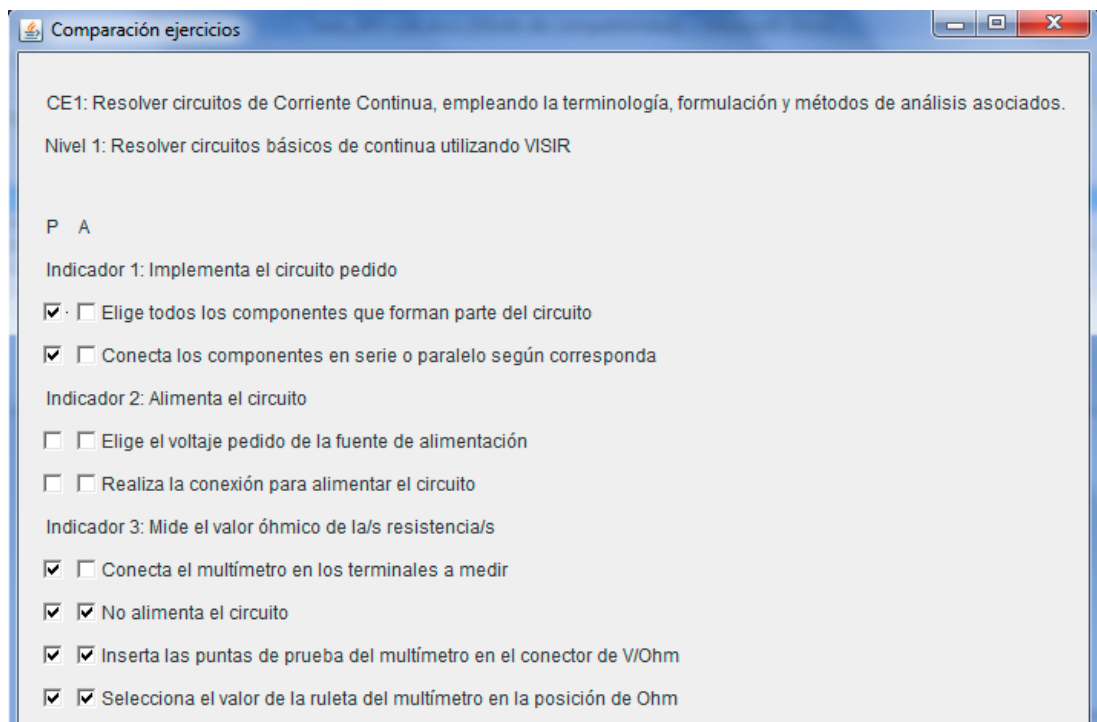 Comparación ejercicios
CE1: Resolver circuitos de Corriente Continua, empleando la terminología, formulación y métodos de análisis asociados.
Nivel 1: Resolver circuitos básicos de continua utilizando VISIR
P A
Indicador 1: Implementa el circuito pedido
Elige todos los componentes que forman parte del circuito
Conecta los componentes en serie o paralelo según corresponda
Indicador 2: Alimenta el circuito
Elige el voltaje pedido de la fuente de alimentación
Realiza la conexión para alimentar el circuito
Indicador 3: Mide el valor óhmico de la/s resistencia/s
Conecta el multímetro en los terminales a medir
No alimenta el circuito
Inserta las puntas de prueba del multímetro en el conector de V/Ohm
Selecciona el valor de la ruleta del multímetro en la posición de Ohm